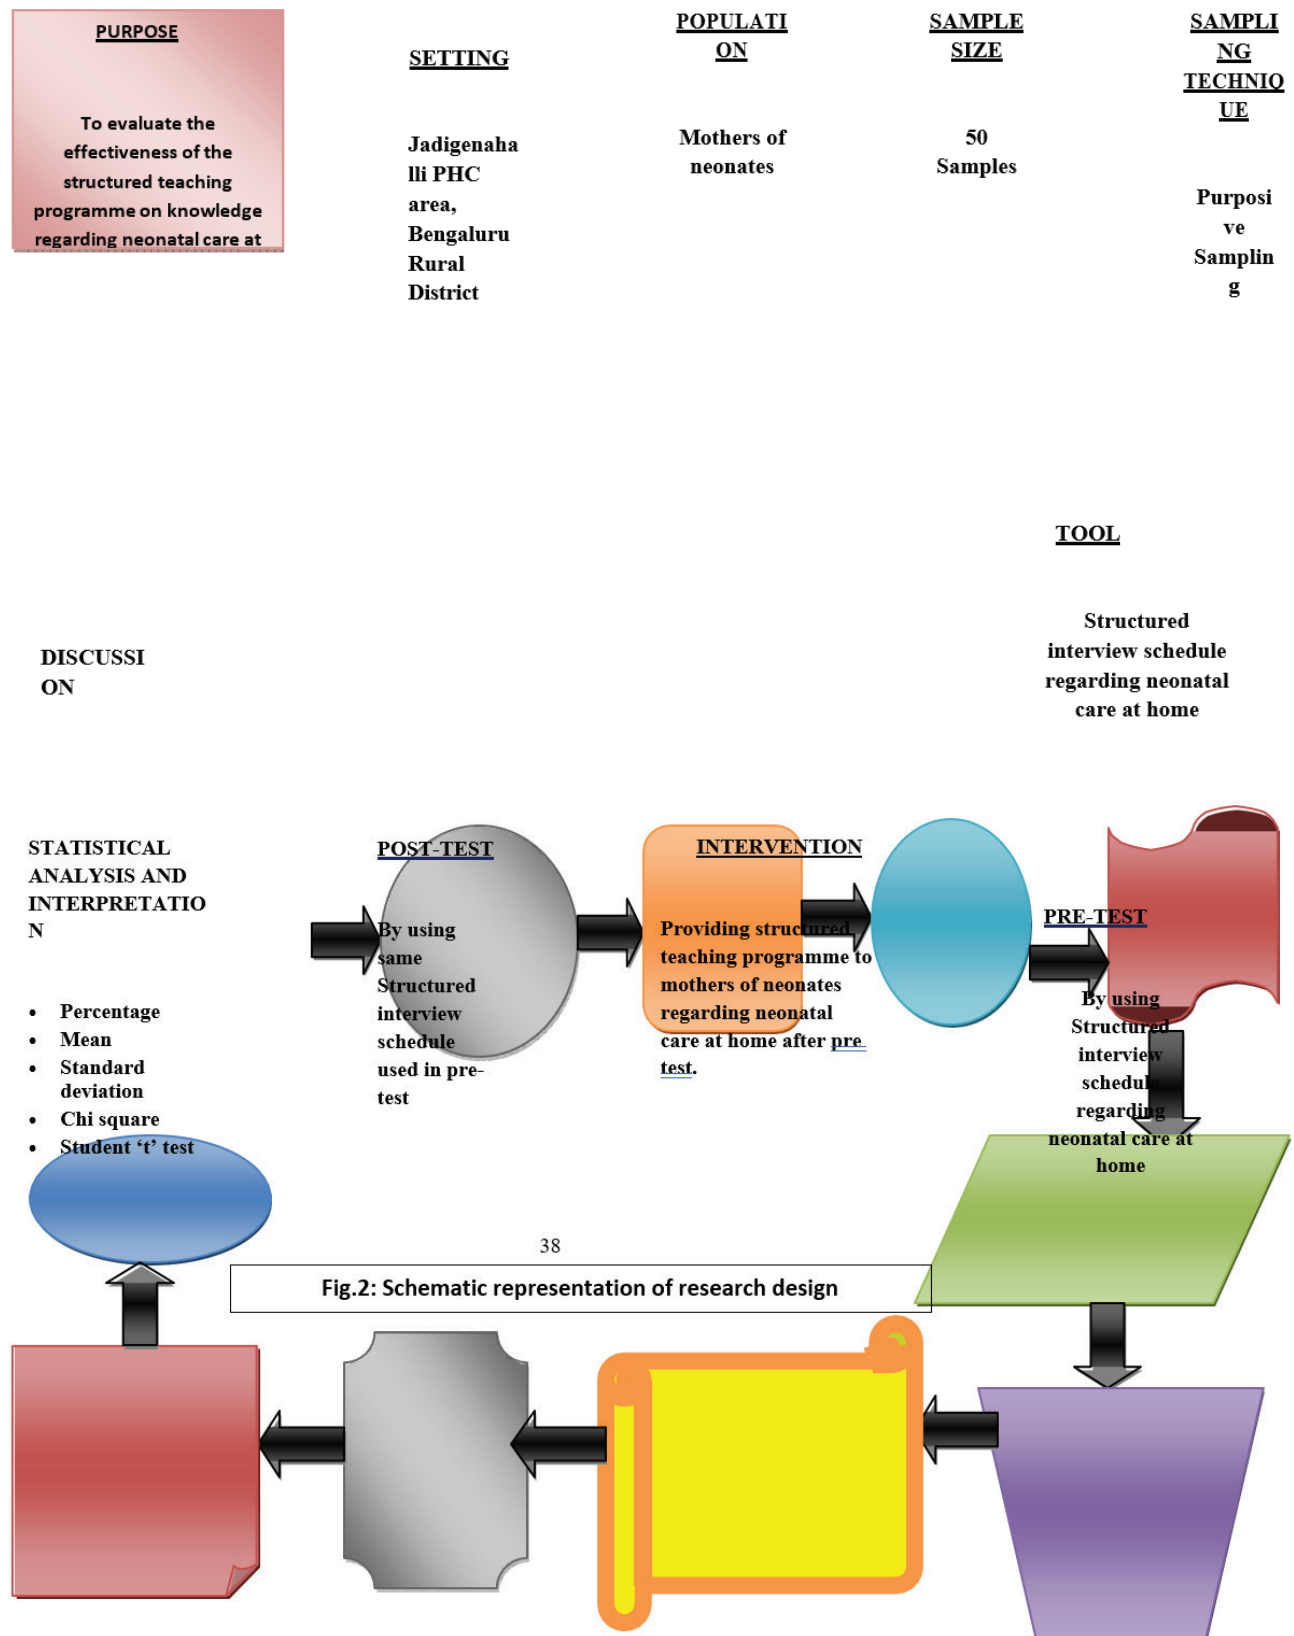 PURPOSE
To evaluate the
effectiveness of the
structured teaching
programme on knowledge
regarding neonatal care at
SETTING
Jadigenaha
lli PHC
area,
Bengaluru
Rural
District
POPULATI
ON
Mothers of
neonates
SAMPLE
SIZE
50
Samples
SAMPLI
NG
TECHNIQ
UE
Purposi
ve
Samplin
g
TOOL
Structured
interview schedule
regarding neonatal
care at home
DISCUSSI
ON
STATISTICAL
ANALYSIS AND
INTERPRETATIO
N
• Percentage
• Mean
• Standard
deviation
• Chi square
• Student ‘t’ test
POST-TEST
By using
same
Structured
interview
schedule
used in pre-
test
INTERVENTION
Providing structured
teaching programme to
mothers of neonates
regarding neonatal
care at home after pre
test.
PRE-TEST
By using
Structured
interview
schedule
regarding
neonatal care at
home
38
Fig.2: Schematic representation of research design